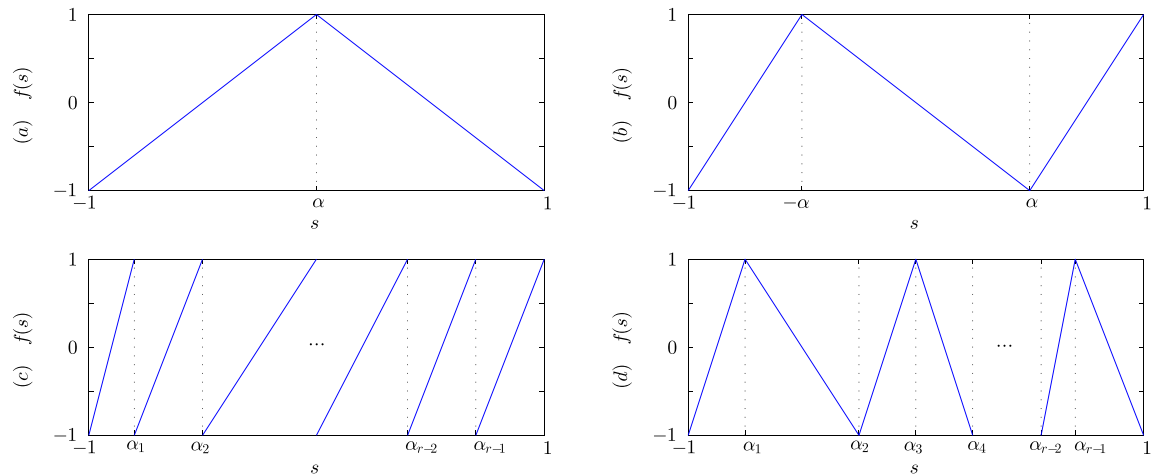 (a) f(s)
1
0
−1
−1 α 1
s
(b) f(s)
1
0
−1
−1 −α α 1
s
(c) f(s)
1
0
−1
...
−1 α₁ α₂ αᵣ₋₂ αᵣ₋₁ 1
s
(d) f(s)
1
0
−1
...
−1 α₁ α₂ α₃ α₄ αᵣ₋₂ αᵣ₋₁ 1
s